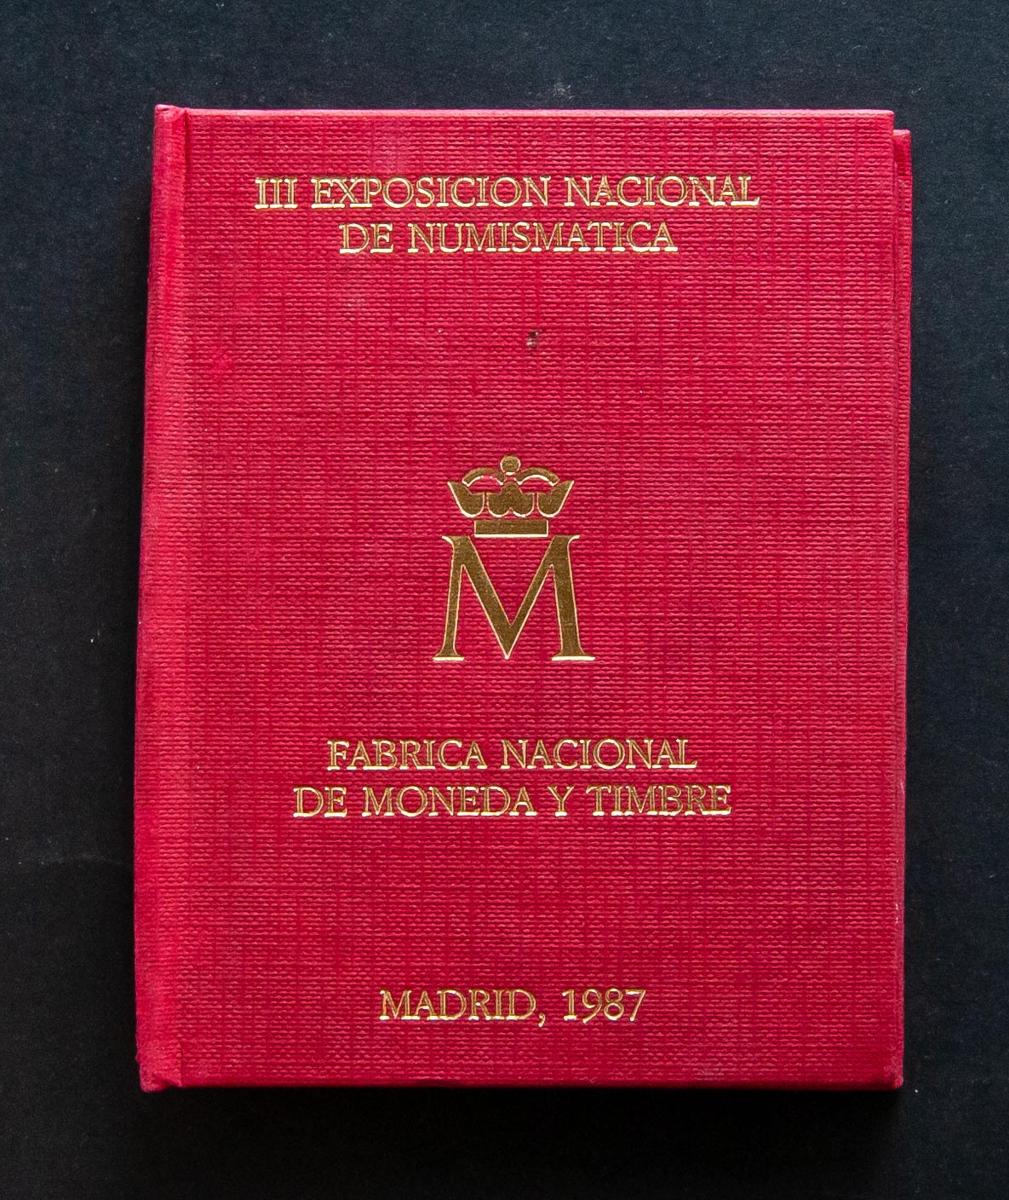 III EXPOSICION NACIONAL
DE NUMISMATICA
M
FABRICA NACIONAL
DE MONEDA Y TIMBRE
MADRID, 1987